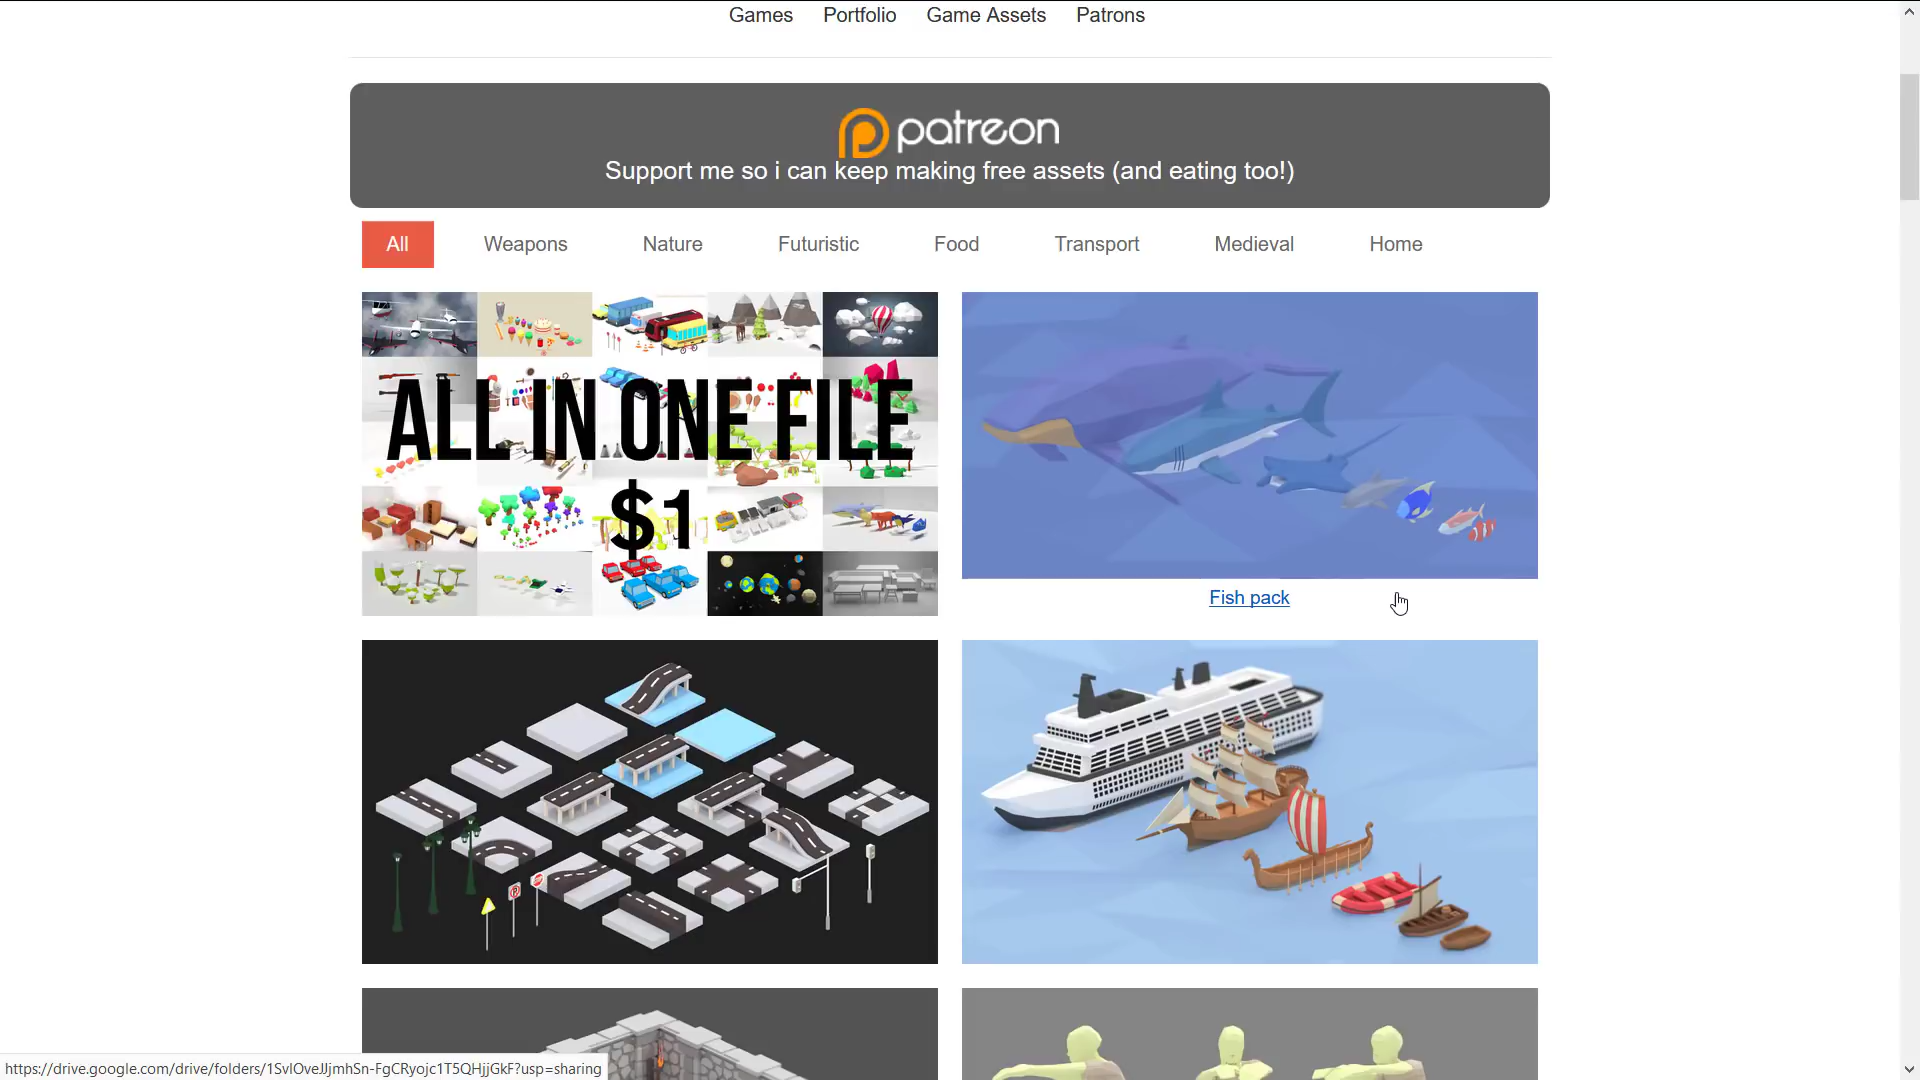 Games Portfolio Game Assets Patrons
patreon
Support me so i can keep making free assets (and eating too!)
All Weapons Nature Futuristic Food Transport Medieval Home
ALL IN ONE FILE
$1
Fish pack
https://drive.google.com/drive/folders/1SvlOveJJjmhSn-FgCRyojc1T5QHjjGkF?usp=sharing